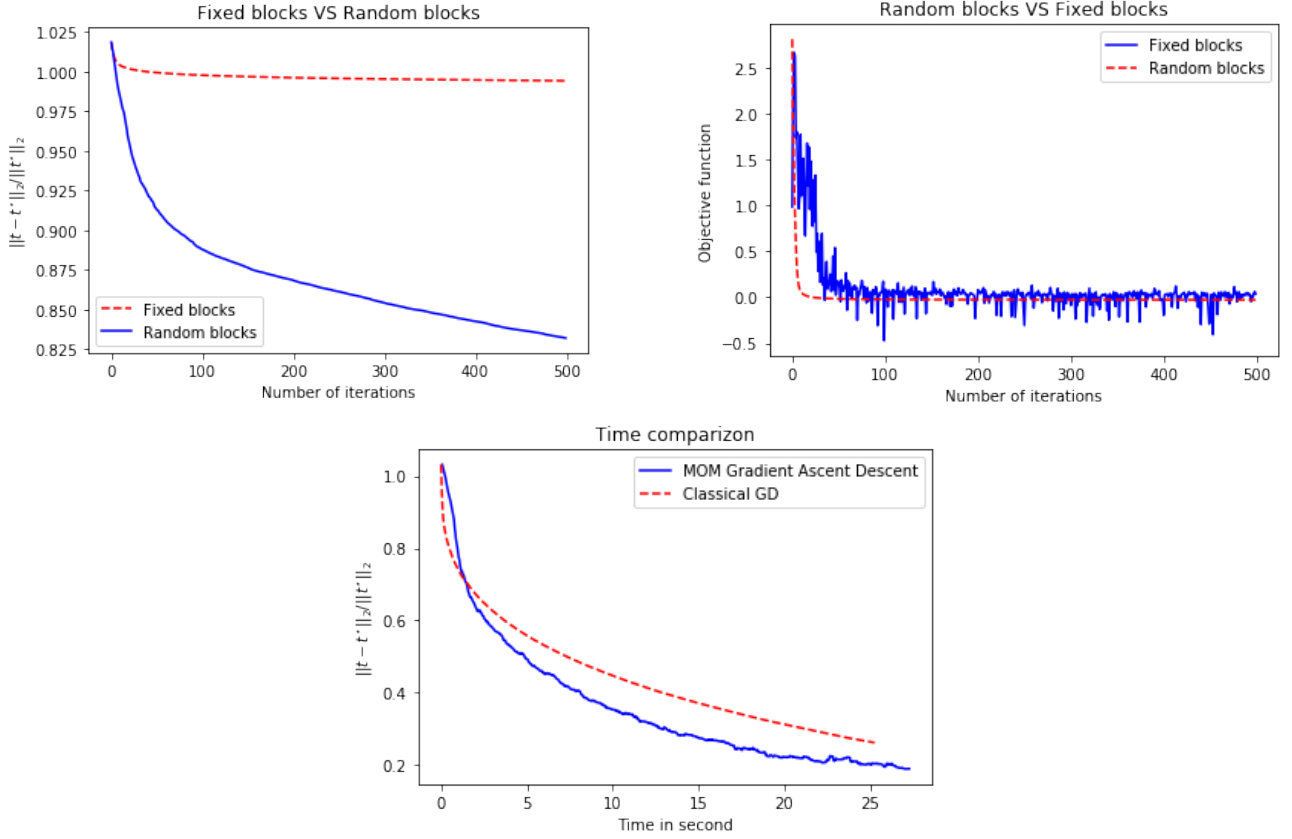 Fixed blocks VS Random blocks
1.025
1.000
0.975
0.950
0.925
0.900
0.875
0.850
0.825
||t − t*||₂/||t*||₂
Fixed blocks
Random blocks
0
100
200
300
400
500
Number of iterations
Random blocks VS Fixed blocks
2.5
2.0
1.5
1.0
0.5
0.0
−0.5
Objective function
Fixed blocks
Random blocks
0
100
200
300
400
500
Number of iterations
Time comparizon
1.0
0.8
0.6
0.4
0.2
||t − t*||₂/||t*||₂
MOM Gradient Ascent Descent
Classical GD
0
5
10
15
20
25
Time in second